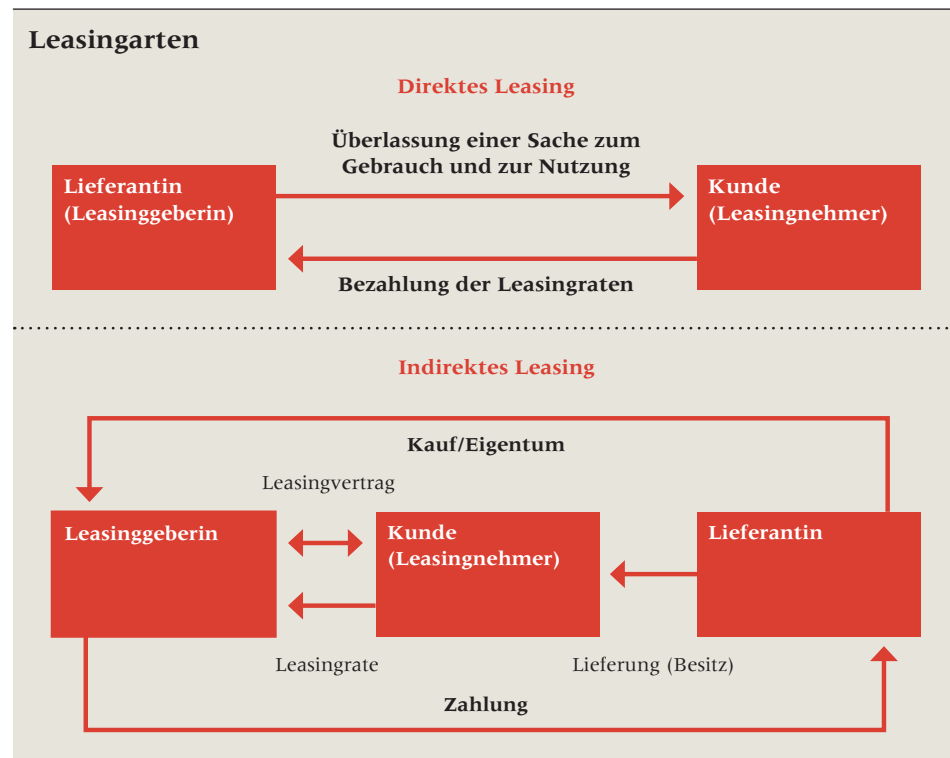 Leasingarten
Direktes Leasing
Überlassung einer Sache zum
Gebrauch und zur Nutzung
Lieferantin
(Leasinggeberin)
Kunde
(Leasingnehmer)
Bezahlung der Leasingraten
Indirektes Leasing
Kauf/Eigentum
Leasingvertrag
Leasinggeberin
Kunde
(Leasingnehmer)
Lieferantin
Leasingrate
Lieferung (Besitz)
Zahlung